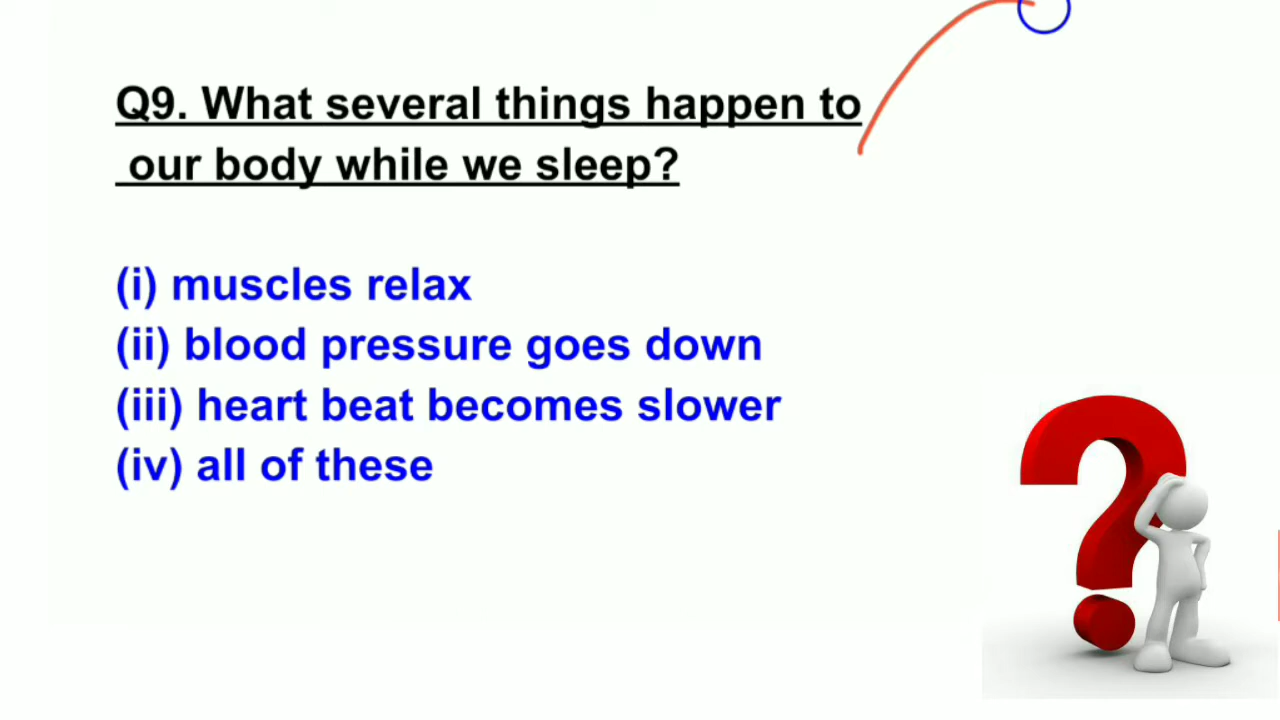 Q9. What several things happen to
our body while we sleep?
(i) muscles relax
(ii) blood pressure goes down
(iii) heart beat becomes slower
(iv) all of these